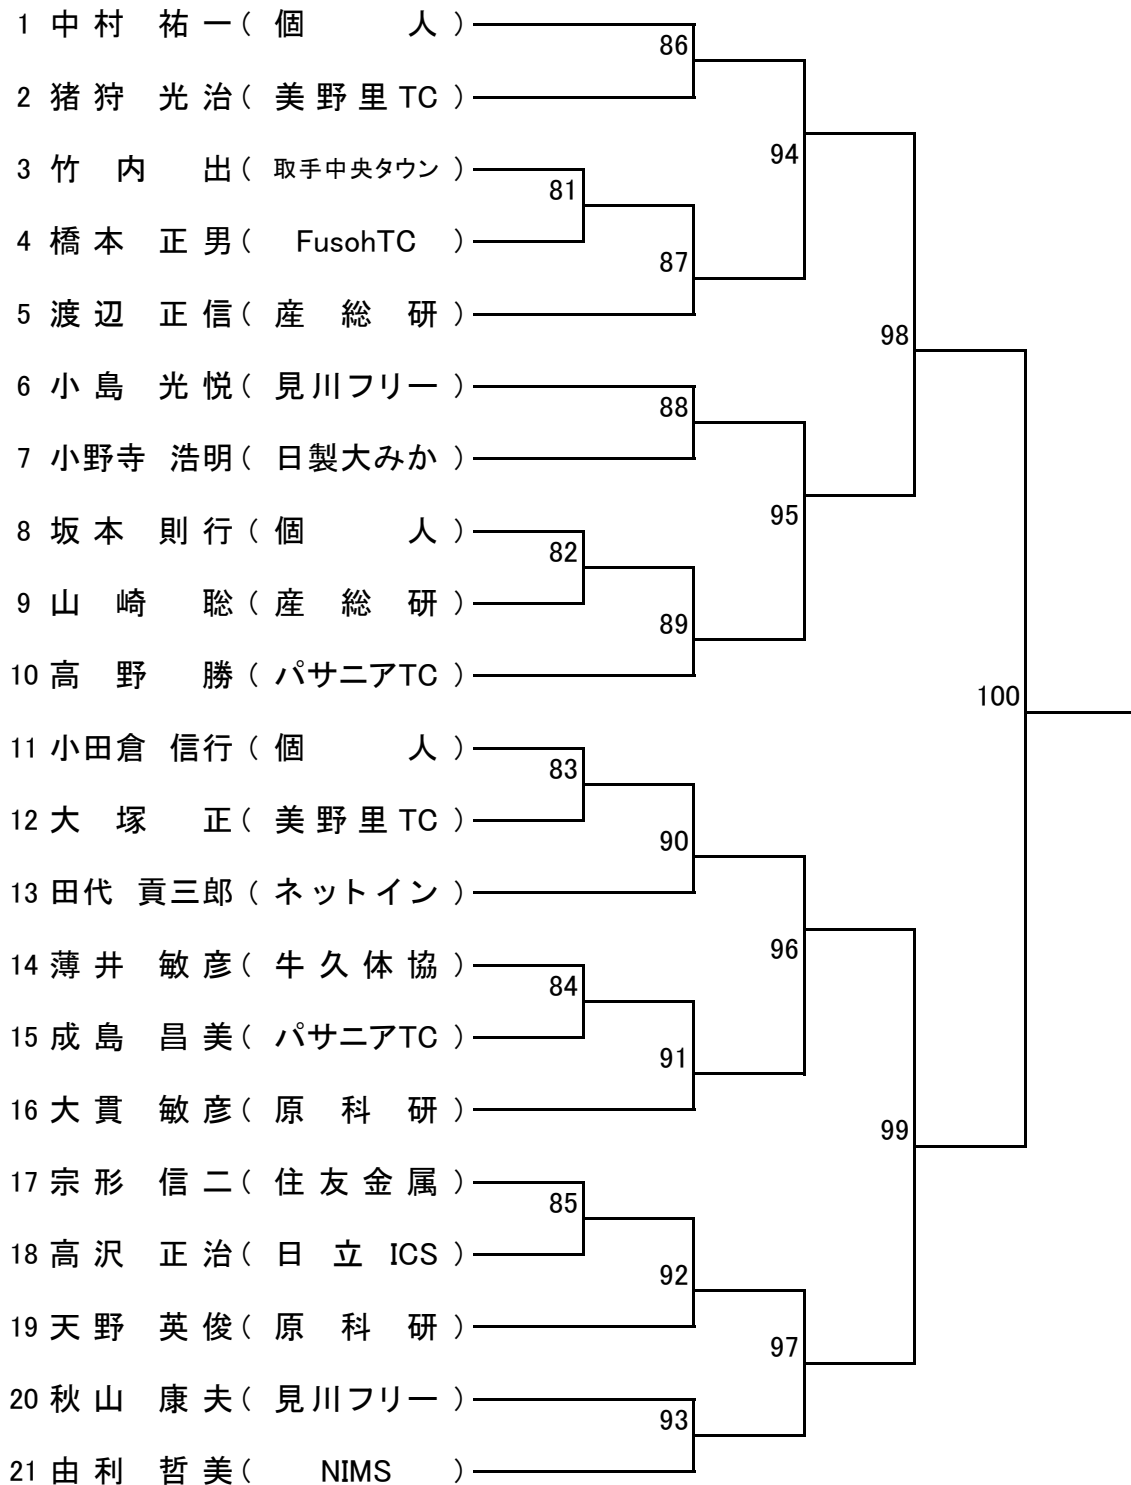 1 中村 祐一(個人)
86
2 猪狩 光治(美野里TC)
94
3 竹内 出(取手中央タウン)
81
4 橋本 正男(FusohTC)
87
5 渡辺 正信(産総研)
98
6 小島 光悦(見川フリー)
88
7 小野寺 浩明(日製大みか)
95
8 坂本 則行(個人)
82
9 山崎 聡(産総研)
89
10 高野 勝(パサニアTC)
100
11 小田倉 信行(個人)
83
12 大塚 正(美野里TC)
90
13 田代 貢三郎(ネットイン)
96
14 薄井 敏彦(牛久体協)
84
15 成島 昌美(パサニアTC)
91
16 大貫 敏彦(原科研)
99
17 宗形 信二(住友金属)
85
18 高沢 正治(日立ICS)
92
19 天野 英俊(原科研)
97
20 秋山 康夫(見川フリー)
93
21 由利 哲美(NIMS)